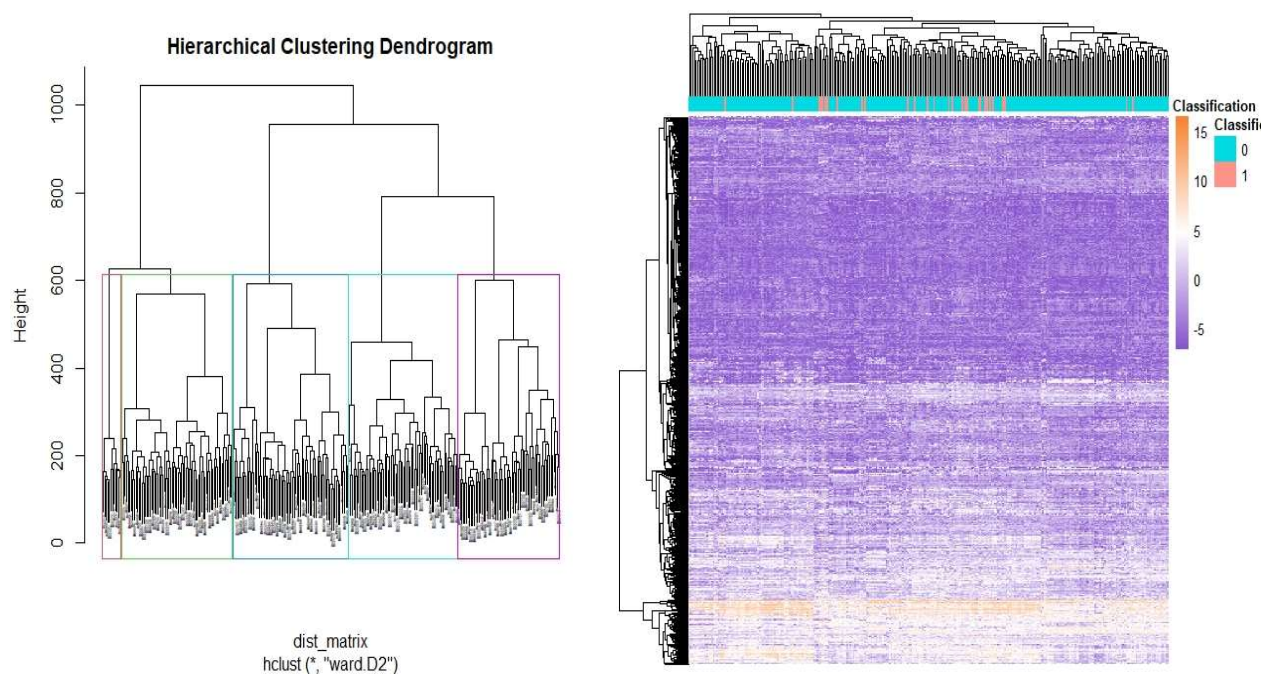 Hierarchical Clustering Dendrogram
1000
800
600
400
200
0
Height
dist_matrix
hclust (*, "ward.D2")
Classification
15
10
5
0
-5
Classifi
0
1